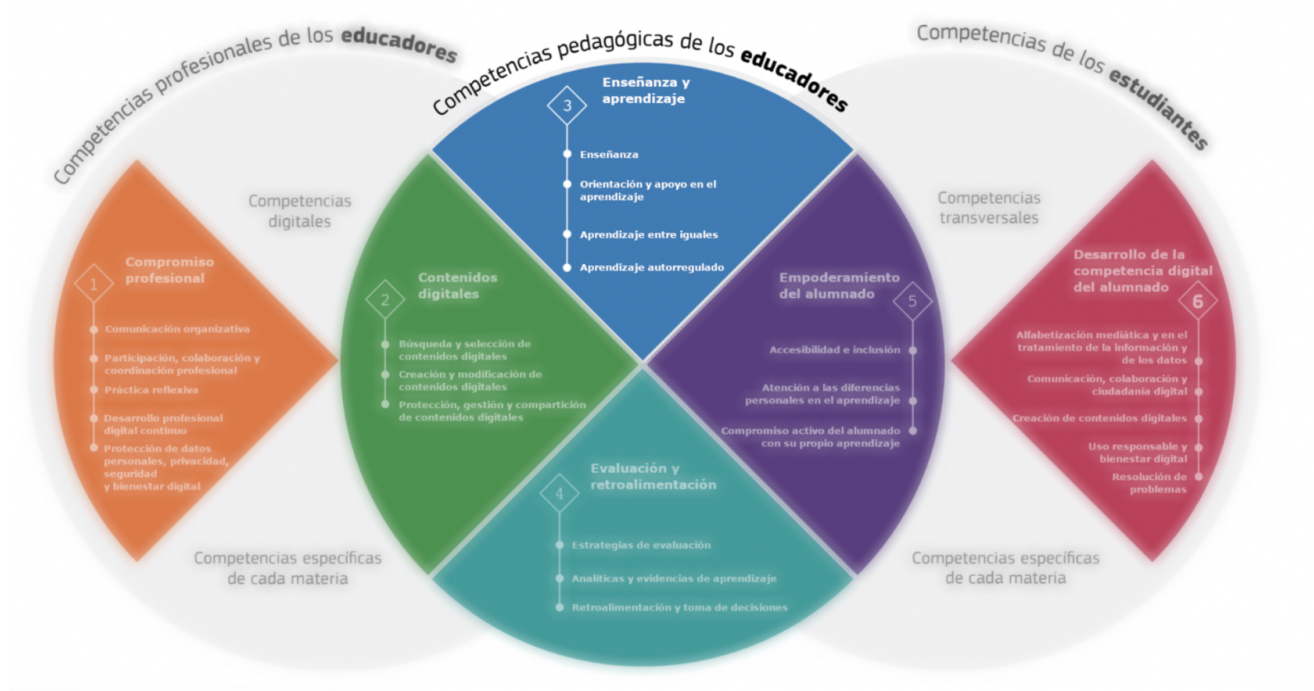 Competencias profesionales de los educadores
Competencias pedagógicas de los educadores
Competencias de los estudiantes
Competencias
digitales
Competencias
transversales
Competencias específicas
de cada materia
Competencias específicas
de cada materia
1
Compromiso
profesional
Comunicación organizativa
Participación, colaboración y
coordinación profesional
Práctica reflexiva
Desarrollo profesional
digital continuo
Protección de datos
personales, privacidad,
seguridad
y bienestar digital
2
Contenidos
digitales
Búsqueda y selección de
contenidos digitales
Creación y modificación de
contenidos digitales
Protección, gestión y compartición
de contenidos digitales
3
Enseñanza y
aprendizaje
Enseñanza
Orientación y apoyo en el
aprendizaje
Aprendizaje entre iguales
Aprendizaje autorregulado
4
Evaluación y
retroalimentación
Estrategias de evaluación
Analíticas y evidencias de aprendizaje
Retroalimentación y toma de decisiones
Empoderamiento
del alumnado
5
Accesibilidad e inclusión
Atención a las diferencias
personales en el aprendizaje
Compromiso activo del alumnado
con su propio aprendizaje
Desarrollo de la
competencia digital
del alumnado
6
Alfabetización mediática y en el
tratamiento de la información y
de los datos
Comunicación, colaboración y
ciudadanía digital
Creación de contenidos digitales
Uso responsable y
bienestar digital
Resolución de
problemas